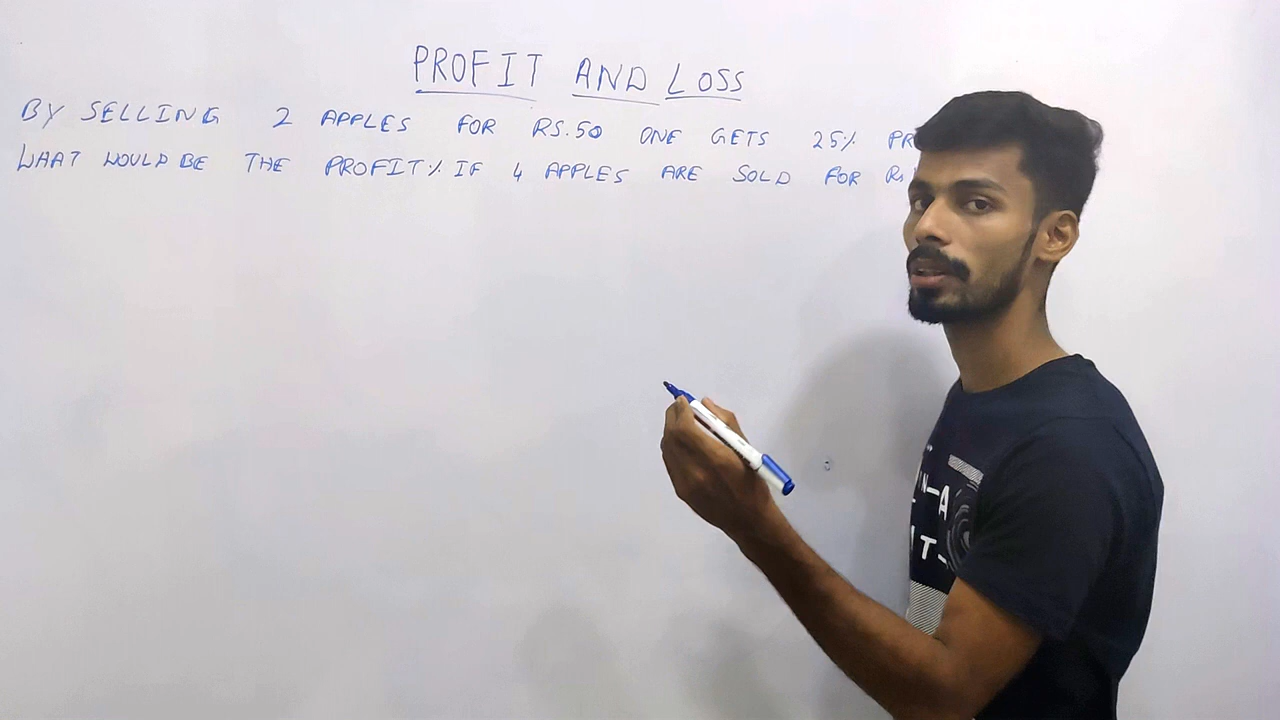 PROFIT AND LOSS
BY SELLING 2 APPLES FOR RS.50 ONE GETS 25%
WHAT WOULD BE THE PROFIT% IF 4 APPLES ARE SOLD FOR